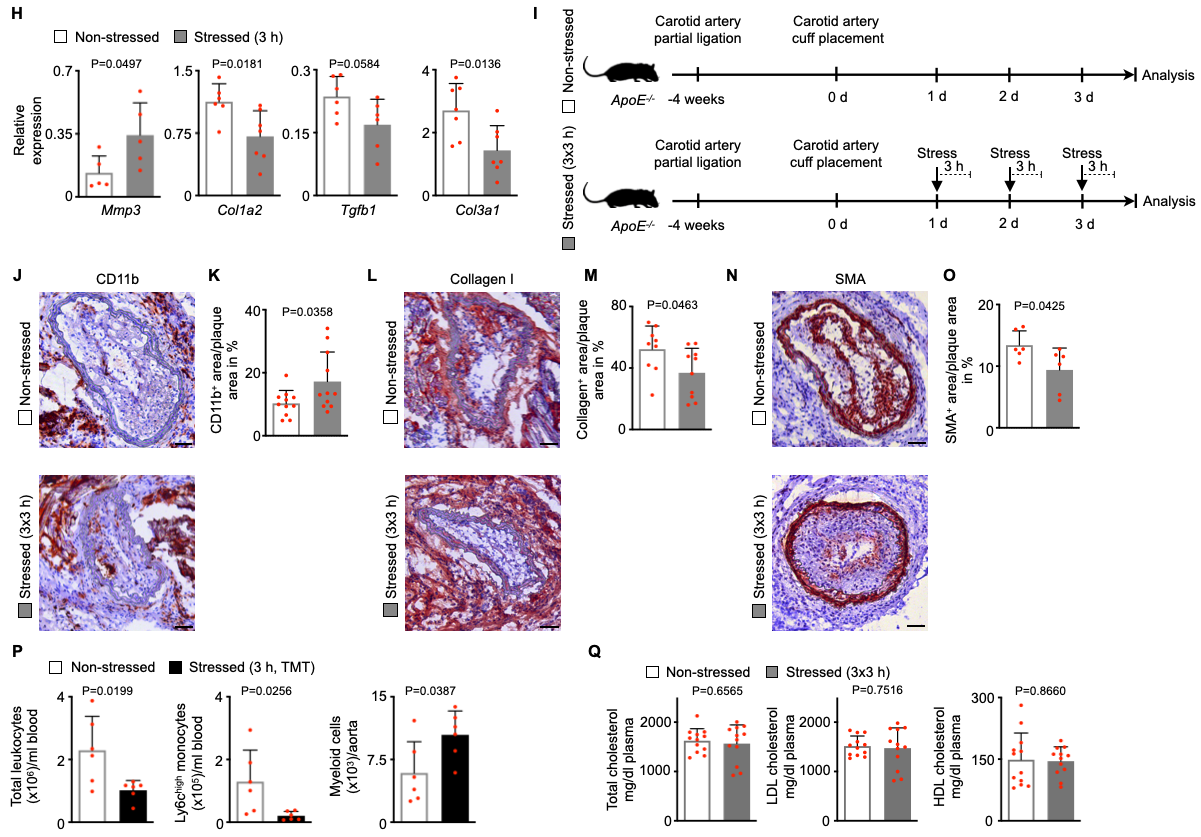 H
Non-stressed
Stressed (3 h)
P=0.0497
P=0.0181
P=0.0584
P=0.0136
Relative
expression
0.7
0.35
0
1.5
0.75
0
0.3
0.15
0
4
2
0
Mmp3
Col1a2
Tgfb1
Col3a1
I
Non-stressed
Carotid artery
partial ligation
Carotid artery
cuff placement
Analysis
ApoE-/-
-4 weeks
0 d
1 d
2 d
3 d
Stressed (3x3 h)
Carotid artery
partial ligation
Carotid artery
cuff placement
Stress
3 h
Stress
3 h
Stress
3 h
Analysis
ApoE-/-
-4 weeks
0 d
1 d
2 d
3 d
J
CD11b
Non-stressed
Stressed (3x3 h)
K
P=0.0358
CD11b+ area/plaque
area in %
40
20
0
L
Collagen I
Non-stressed
Stressed (3x3 h)
M
P=0.0463
Collagen+ area/plaque
area in %
80
60
40
20
0
N
SMA
Non-stressed
Stressed (3x3 h)
O
P=0.0425
SMA+ area/plaque area
in %
20
10
0
P
Non-stressed
Stressed (3 h, TMT)
P=0.0199
Total leukocytes
(x10⁶)/ml blood
4
2
0
P=0.0256
Ly6chigh monocytes
(x10⁵)/ml blood
4
2
0
P=0.0387
Myeloid cells
(x10³)/aorta
15
7.5
0
Q
Non-stressed
Stressed (3x3 h)
P=0.6565
Total cholesterol
mg/dl plasma
2000
1000
0
P=0.7516
LDL cholesterol
mg/dl plasma
2000
1000
0
P=0.8660
HDL cholesterol
mg/dl plasma
300
150
0